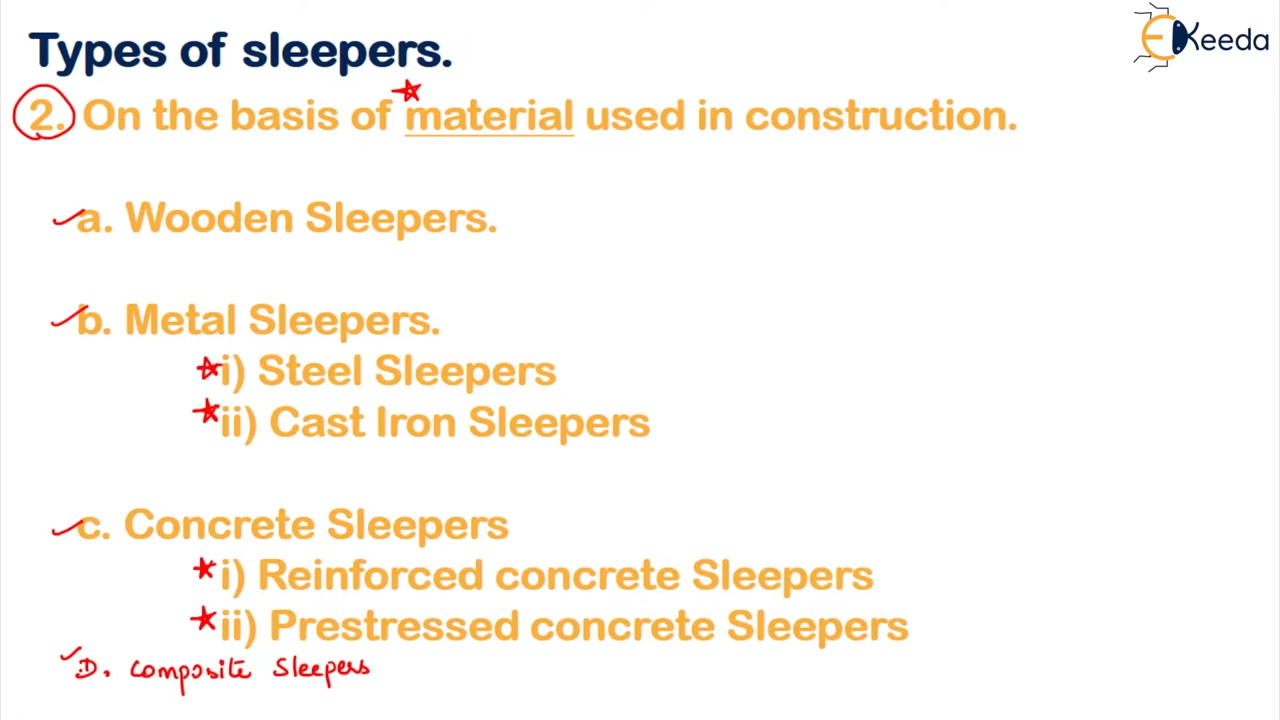 Types of sleepers.
EKeeda
2. On the basis of material used in construction.
a. Wooden Sleepers.
b. Metal Sleepers.
i) Steel Sleepers
ii) Cast Iron Sleepers
c. Concrete Sleepers
i) Reinforced concrete Sleepers
ii) Prestressed concrete Sleepers
D. Composite Sleepers